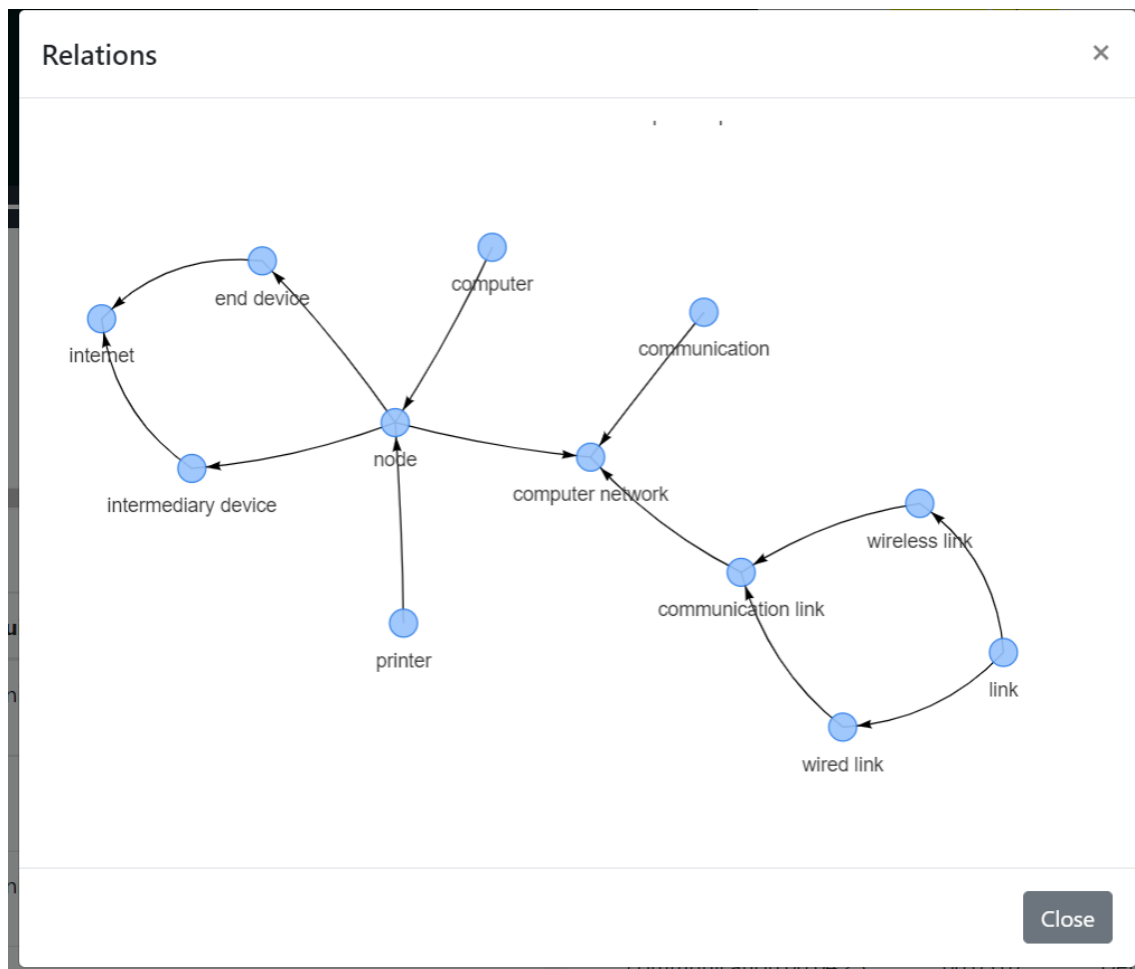 Relations
×
computer
end device
communication
internet
node
computer network
intermediary device
wireless link
communication link
printer
link
wired link
Close